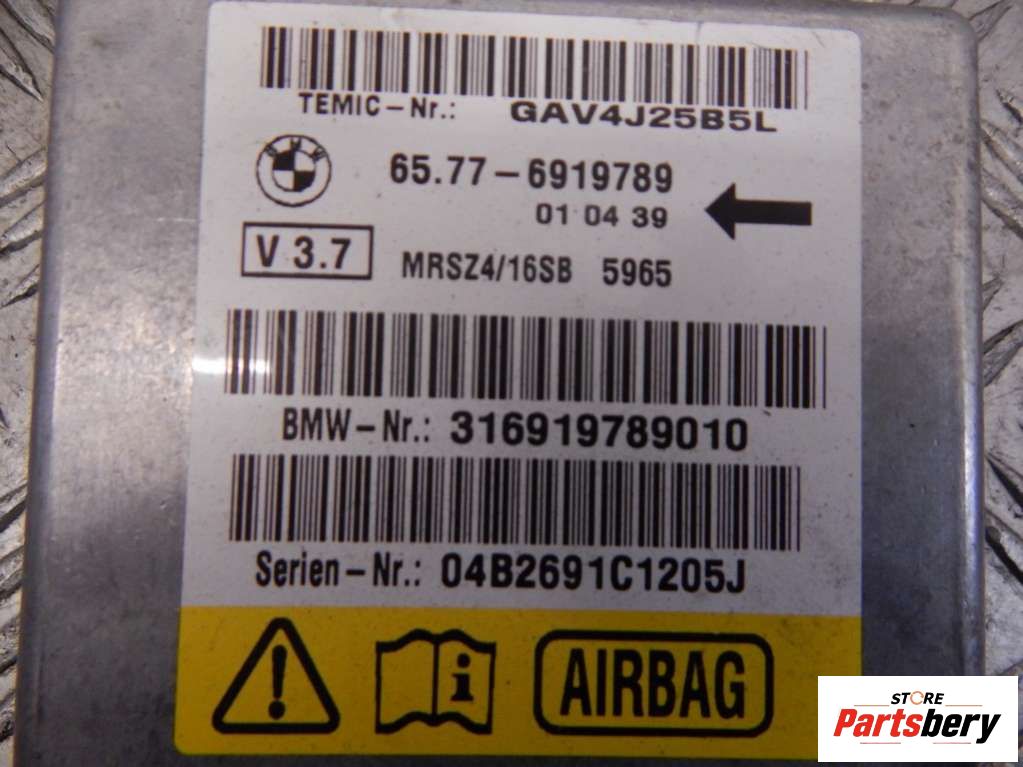 TEMIC-Nr.: GAV4J25B5L
BMW
65.77-6919789
01 04 39
V 3.7
MRSZ4/16SB 5965
BMW-Nr.: 316919789010
Serien-Nr.: 04B2691C1205J
! i AIRBAG
STORE
Partsbery